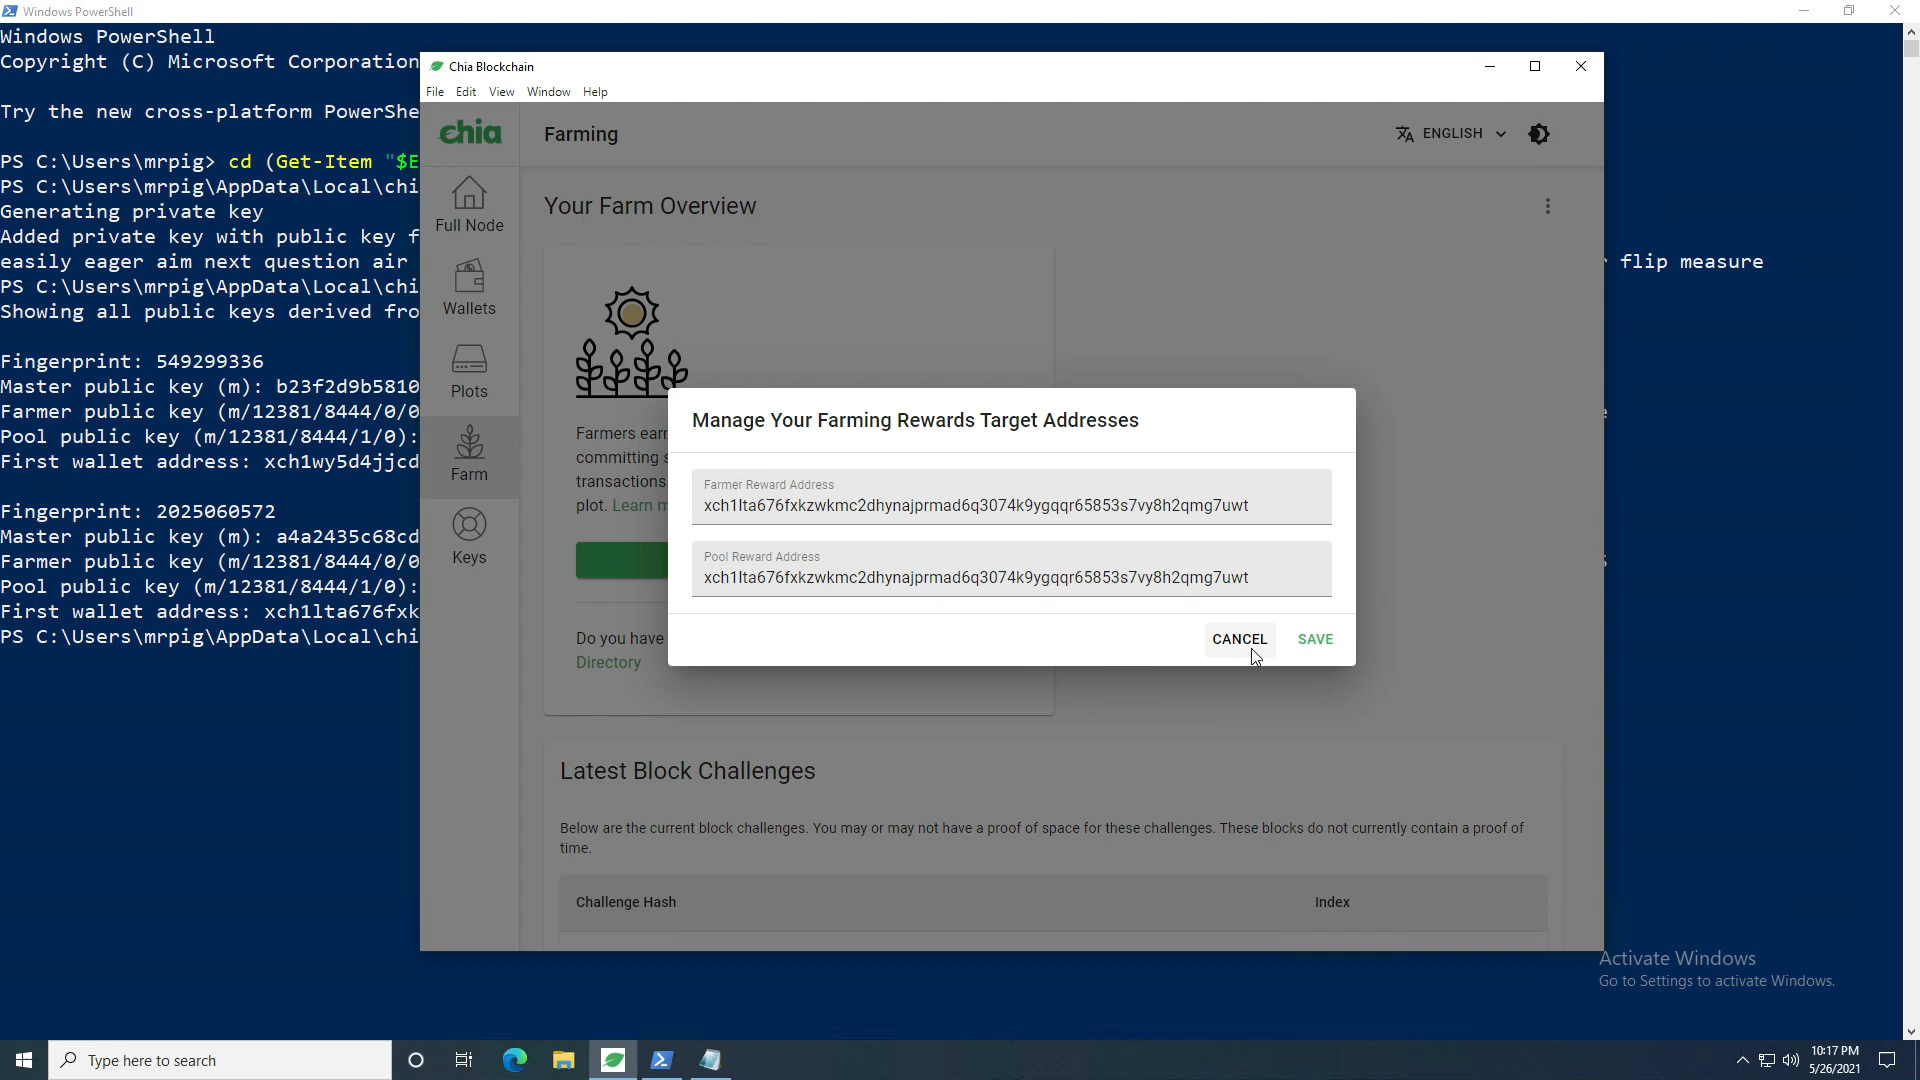 Windows PowerShell
Windows PowerShell
Copyright (C) Microsoft Corporation
Try the new cross-platform PowerShe
PS C:\Users\mrpig> cd (Get-Item "$E
PS C:\Users\mrpig\AppData\Local\chi
Generating private key
Added private key with public key f
easily eager aim next question air
flip measure
PS C:\Users\mrpig\AppData\Local\chi
Showing all public keys derived fro
Fingerprint: 549299336
Master public key (m): b23f2d9b5810
Farmer public key (m/12381/8444/0/0
Pool public key (m/12381/8444/1/0):
First wallet address: xch1wy5d4jjcd
Fingerprint: 2025060572
Master public key (m): a4a2435c68cd
Farmer public key (m/12381/8444/0/0
Pool public key (m/12381/8444/1/0):
First wallet address: xch1lta676fxk
PS C:\Users\mrpig\AppData\Local\chi
Chia Blockchain
File Edit View Window Help
chia
Farming
ENGLISH
Full Node
Wallets
Plots
Farm
Keys
Your Farm Overview
Farmers earn
committing s
transactions
plot. Learn m
Do you have
Directory
Manage Your Farming Rewards Target Addresses
Farmer Reward Address
xch1lta676fxkzwkmc2dhynajprmad6q3074k9ygqqr65853s7vy8h2qmg7uwt
Pool Reward Address
xch1lta676fxkzwkmc2dhynajprmad6q3074k9ygqqr65853s7vy8h2qmg7uwt
CANCEL SAVE
Latest Block Challenges
Below are the current block challenges. You may or may not have a proof of space for these challenges. These blocks do not currently contain a proof of
time.
Challenge Hash Index
Activate Windows
Go to Settings to activate Windows.
Type here to search
10:17 PM
5/26/2021